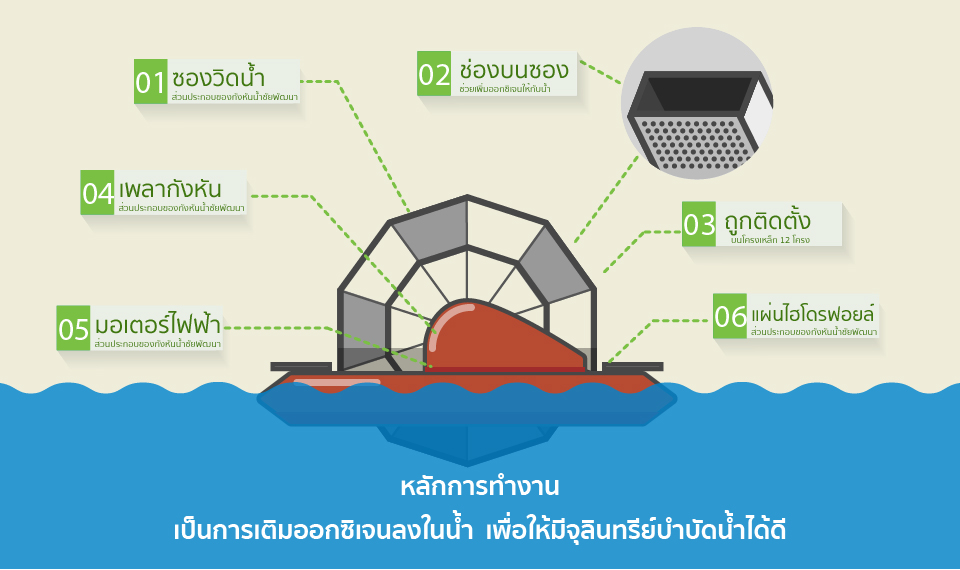 01 ซองวิดน้ำ
ส่วนประกอบของกังหันน้ำชัยพัฒนา
02 ช่องบนซอง
ช่วยเพิ่มออกซิเจนให้กับน้ำ
04 เพลากังหัน
ส่วนประกอบของกังหันน้ำชัยพัฒนา
03 ถูกติดตั้ง
บนโครงเหล็ก 12 โครง
05 มอเตอร์ไฟฟ้า
ส่วนประกอบของกังหันน้ำชัยพัฒนา
06 แผ่นไฮโดรฟอยล์
ส่วนประกอบของกังหันน้ำชัยพัฒนา
หลักการทำงาน
เป็นการเติมออกซิเจนลงในน้ำ เพื่อให้มีจุลินทรีย์บำบัดน้ำได้ดี